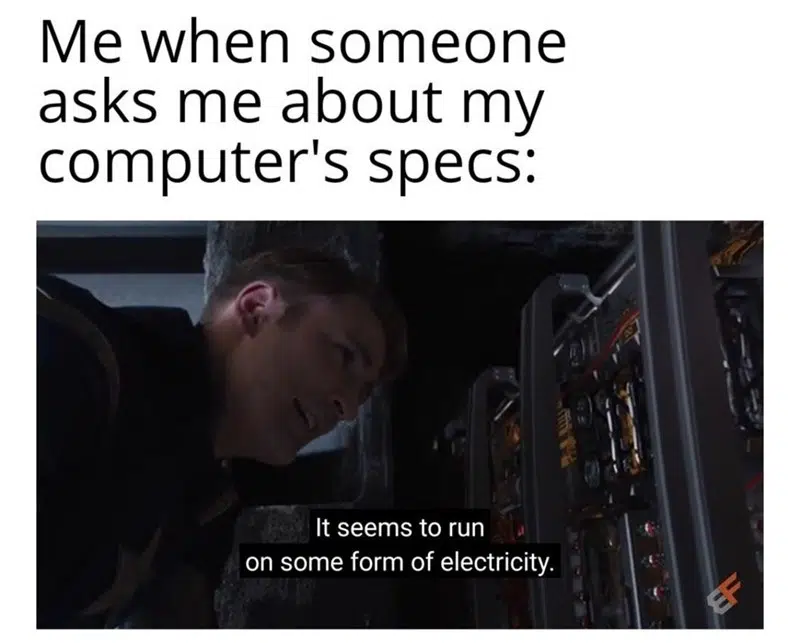 Me when someone
asks me about my
computer's specs:
It seems to run
on some form of electricity.